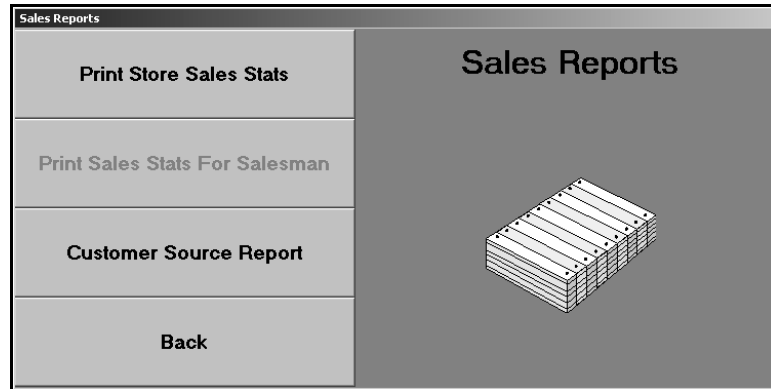 Sales Reports
Print Store Sales Stats
Sales Reports
Print Sales Stats For Salesman
Customer Source Report
Back